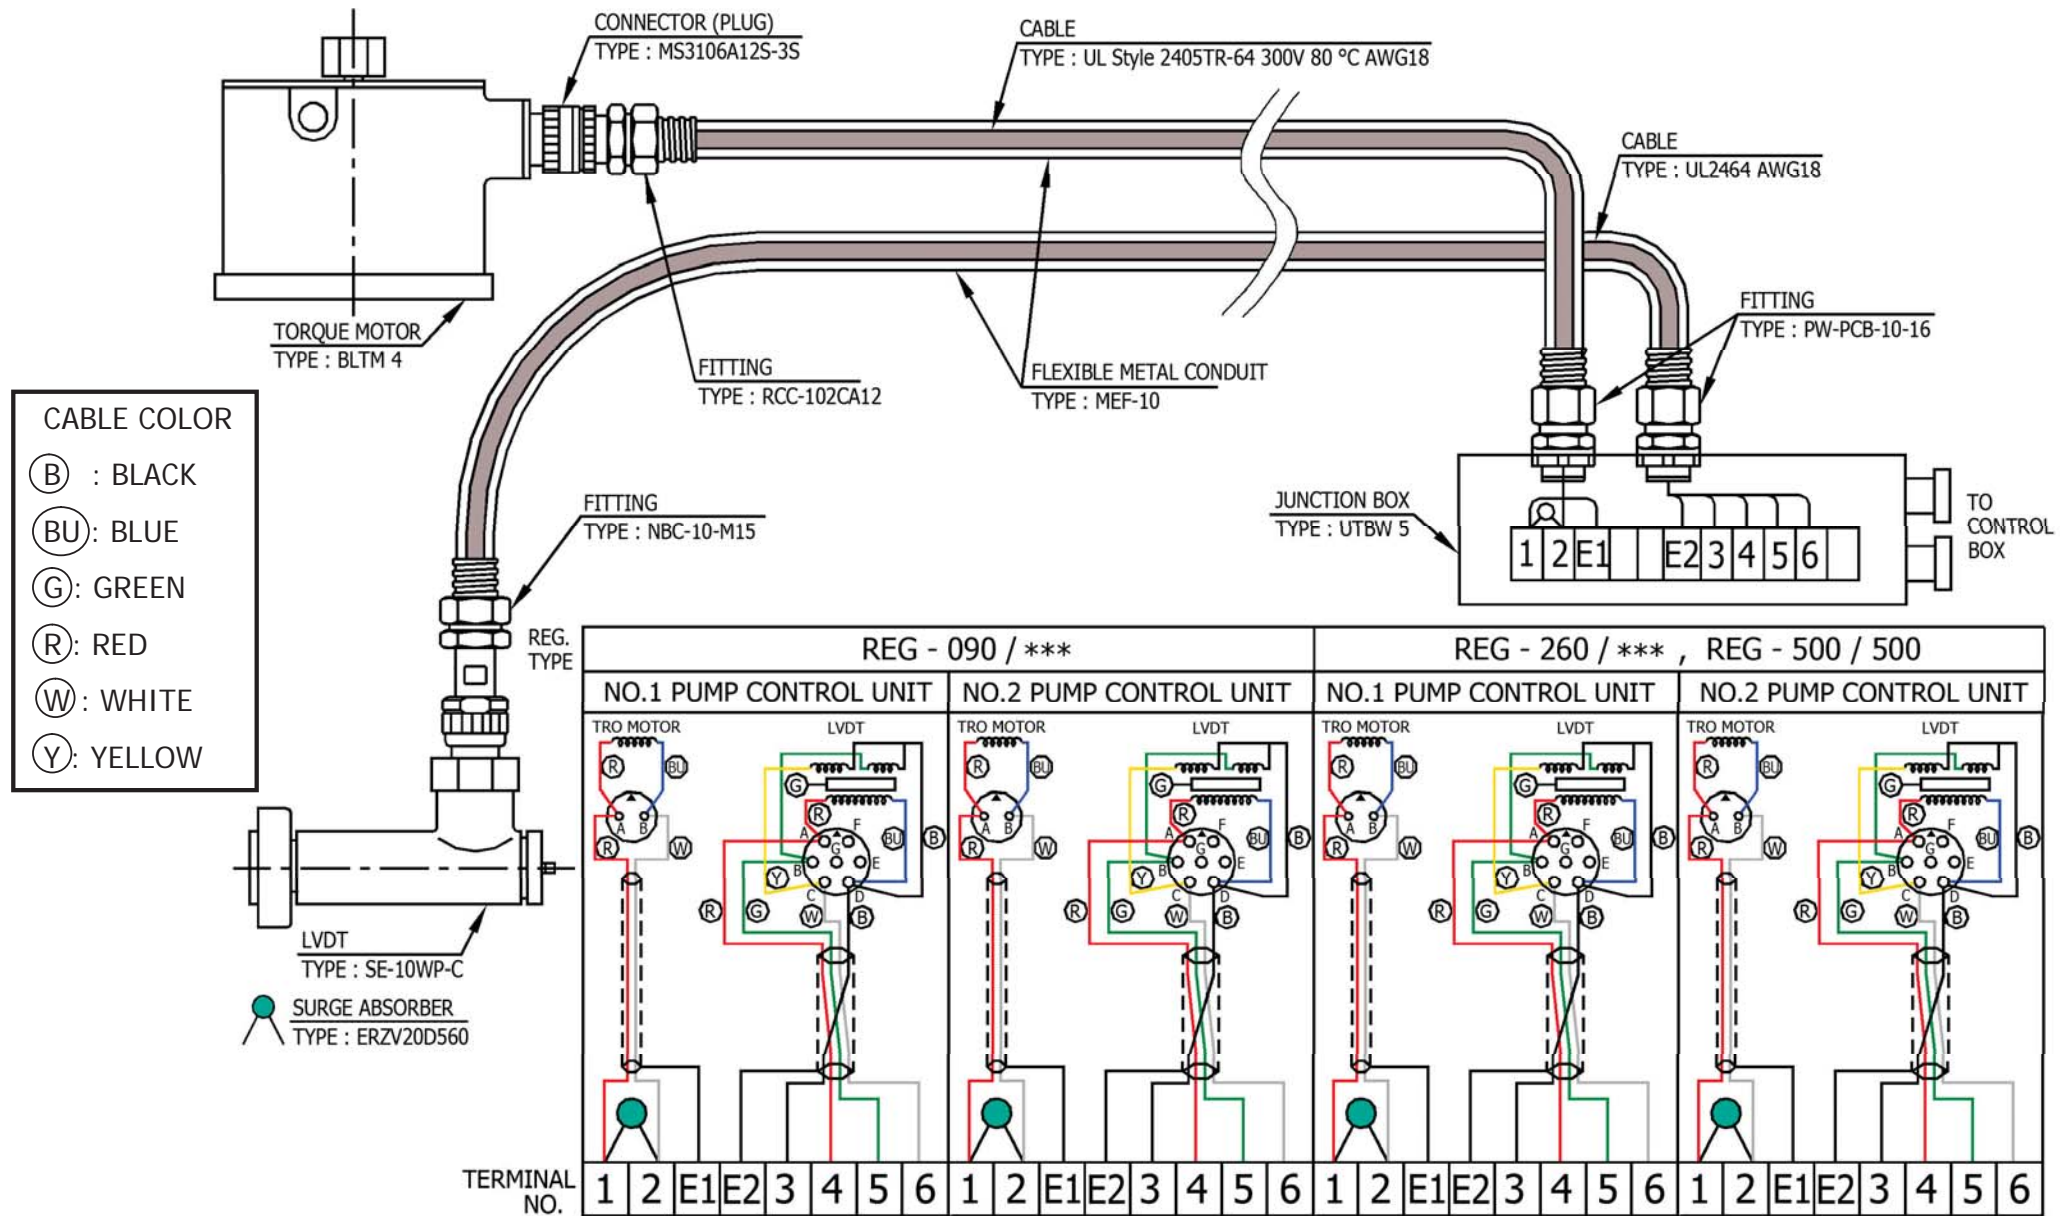 CONNECTOR (PLUG)
TYPE : MS3106A12S-3S
CABLE
TYPE : UL Style 2405TR-64 300V 80 °C AWG18
CABLE
TYPE : UL2464 AWG18
TORQUE MOTOR
TYPE : BLTM 4
FITTING
TYPE : RCC-102CA12
FLEXIBLE METAL CONDUIT
TYPE : MEF-10
FITTING
TYPE : PW-PCB-10-16
CABLE COLOR
B : BLACK
BU : BLUE
G : GREEN
R : RED
W : WHITE
Y : YELLOW
FITTING
TYPE : NBC-10-M15
JUNCTION BOX
TYPE : UTBW 5
1 2 E1 E2 3 4 5 6
TO
CONTROL
BOX
LVDT
TYPE : SE-10WP-C
SURGE ABSORBER
TYPE : ERZV20D560
REG.
TYPE
REG - 090 / ***
REG - 260 / *** , REG - 500 / 500
NO.1 PUMP CONTROL UNIT
NO.2 PUMP CONTROL UNIT
NO.1 PUMP CONTROL UNIT
NO.2 PUMP CONTROL UNIT
TRO MOTOR LVDT
R BU G R
A B A F G BU B
R W B E
Y C D
R G W B
TRO MOTOR LVDT
R BU G R
A B A F G BU B
R W B E
Y C D
R G W B
TRO MOTOR LVDT
R BU G R
A B A F G BU B
R W B E
Y C D
R G W B
TRO MOTOR LVDT
R BU G R
A B A F G BU B
R W B E
Y C D
R G W B
TERMINAL
NO.
1 2 E1 E2 3 4 5 6 1 2 E1 E2 3 4 5 6 1 2 E1 E2 3 4 5 6 1 2 E1 E2 3 4 5 6